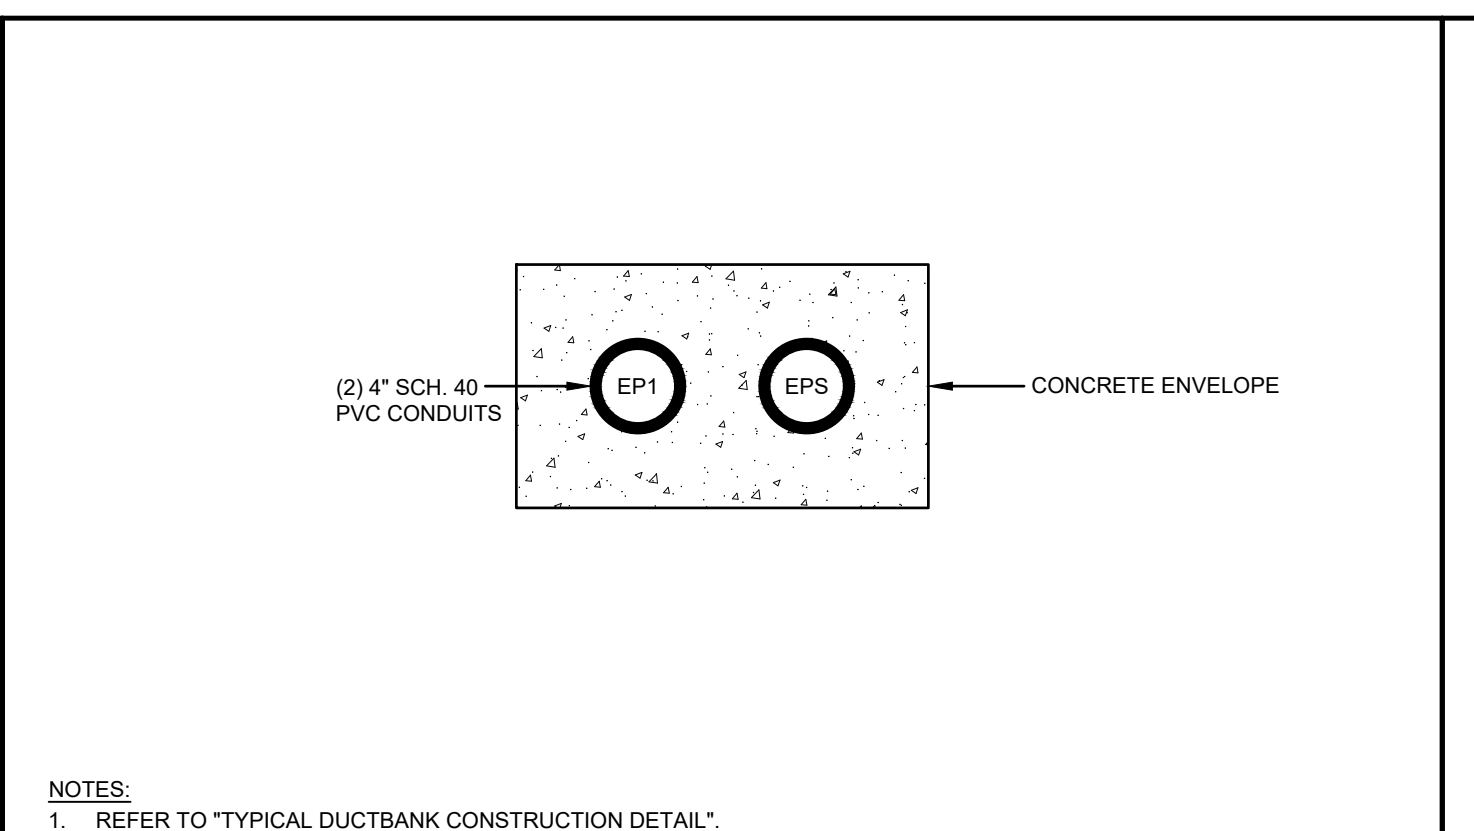 (2) 4" SCH. 40
PVC CONDUITS
EP1
EPS
CONCRETE ENVELOPE
NOTES:
1. REFER TO "TYPICAL DUCTBANK CONSTRUCTION DETAIL".